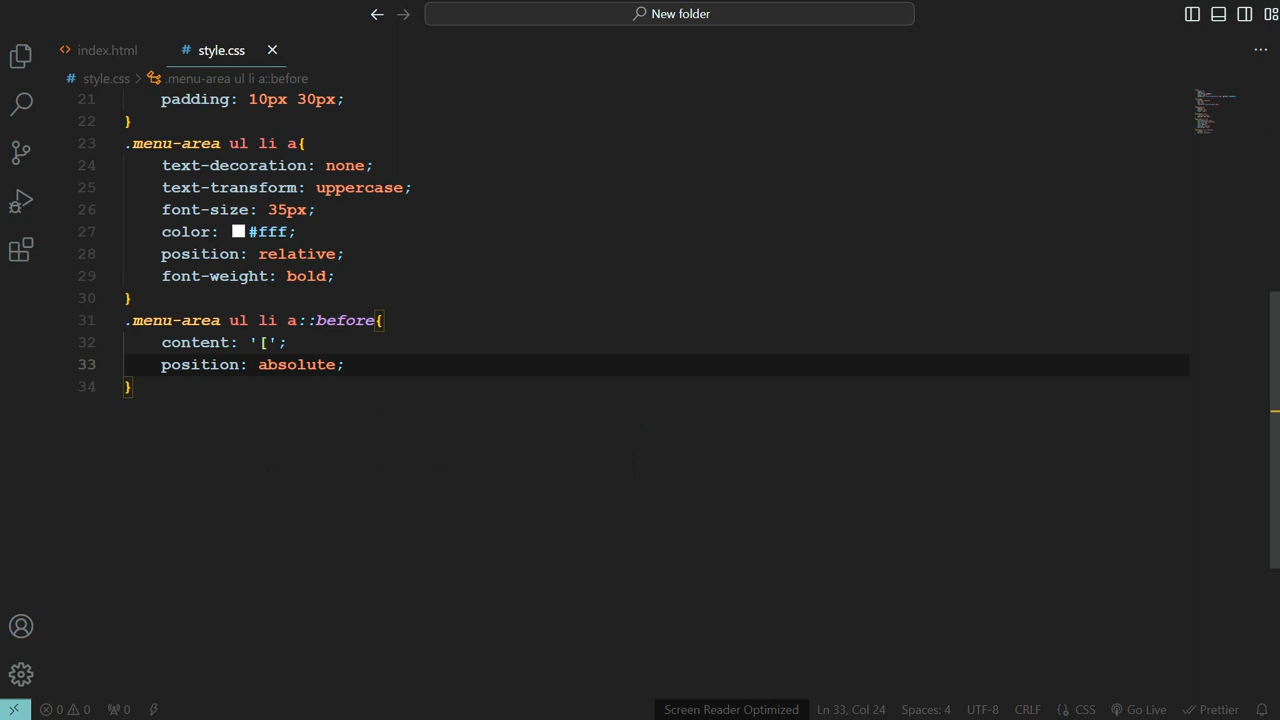 New folder
index.html
# style.css
# style.css > .menu-area ul li a::before
21 padding: 10px 30px;
22 }
23 .menu-area ul li a{
24 text-decoration: none;
25 text-transform: uppercase;
26 font-size: 35px;
27 color: #fff;
28 position: relative;
29 font-weight: bold;
30 }
31 .menu-area ul li a::before{
32 content: '[';
33 position: absolute;
34 }
0 0 0 Screen Reader Optimized Ln 33, Col 24 Spaces: 4 UTF-8 CRLF CSS Go Live Prettier